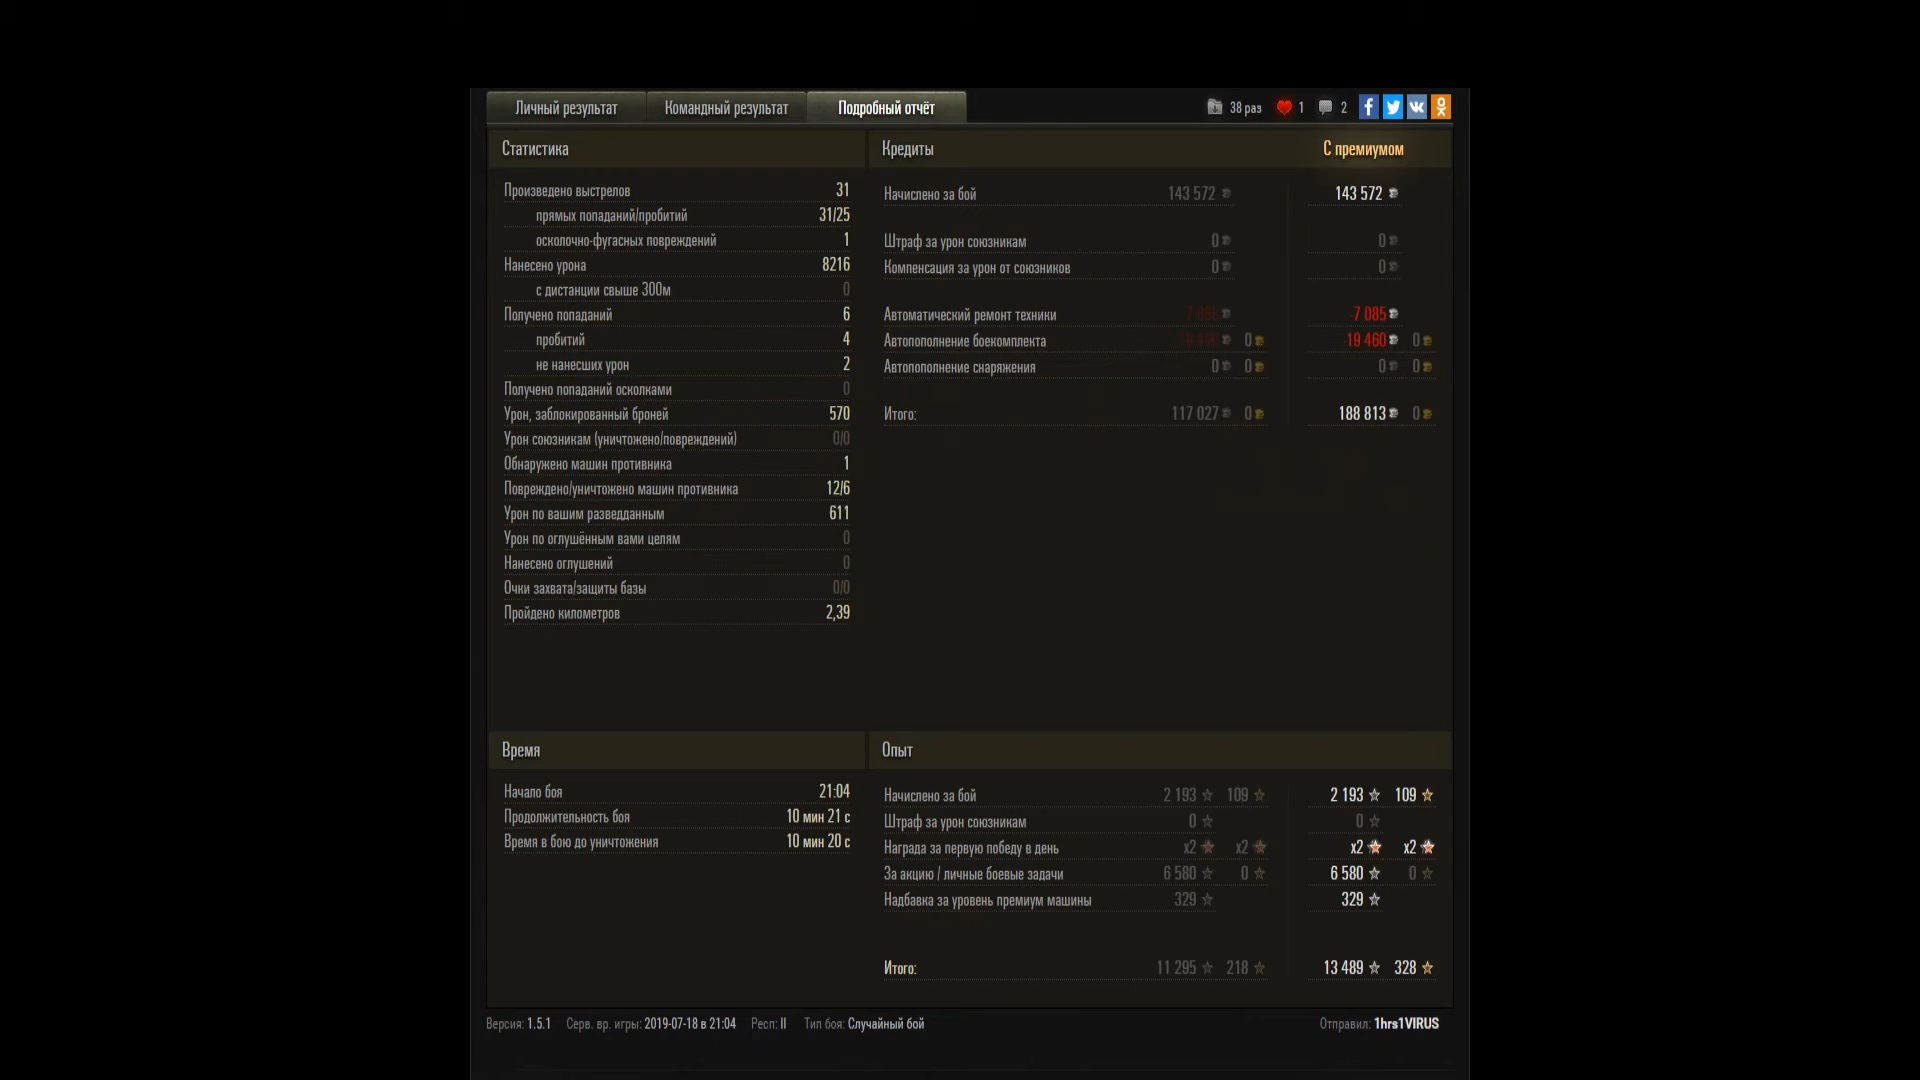 Личный результат Командный результат Подробный отчёт 38 раз 1 2
Статистика
Произведено выстрелов 31
прямых попаданий/пробитий 31/25
осколочно-фугасных повреждений 1
Нанесено урона 8216
с дистанции свыше 300м 0
Получено попаданий 6
пробитий 4
не нанесших урон 2
Получено попаданий осколками 0
Урон, заблокированный броней 570
Урон союзникам (уничтожено/повреждений) 0/0
Обнаружено машин противника 1
Повреждено/уничтожено машин противника 12/6
Урон по вашим разведданным 611
Урон по оглушённым вами целям 0
Нанесено оглушений 0
Очки захвата/защиты базы 0/0
Пройдено километров 2,39
Кредиты С премиумом
Начислено за бой 143 572 143 572
Штраф за урон союзникам 0 0
Компенсация за урон от союзников 0 0
Автоматический ремонт техники -7 085
Автопополнение боекомплекта 0 -19 460 0
Автопополнение снаряжения 0 0 0 0
Итого: 117 027 0 188 813 0
Время
Начало боя 21:04
Продолжительность боя 10 мин 21 с
Время в бою до уничтожения 10 мин 20 с
Опыт
Начислено за бой 2 193 109 2 193 109
Штраф за урон союзникам 0 0
Награда за первую победу в день x2 x2 x2 x2
За акцию / личные боевые задачи 6 580 0 6 580 0
Надбавка за уровень премиум машины 329 329
Итого: 11 295 218 13 489 328
Версия: 1.5.1 Серв. вр. игры: 2019-07-18 в 21:04 Респ: II Тип боя: Случайный бой Отправил: 1hrs1VIRUS